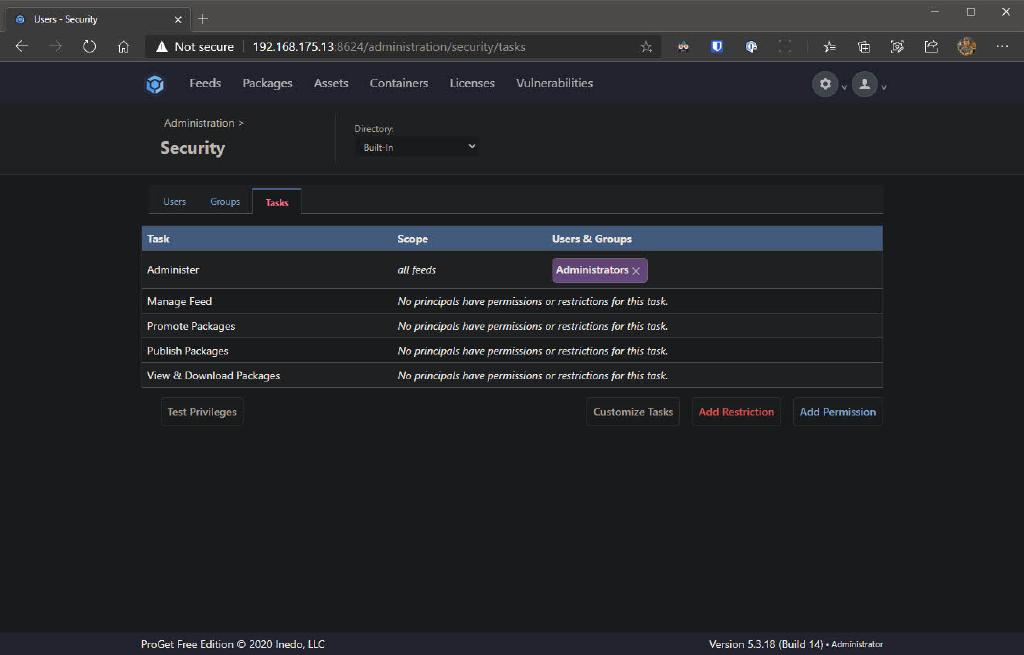 Users - Security
Not secure 192.168.175.13:8624/administration/security/tasks
Feeds Packages Assets Containers Licenses Vulnerabilities
Administration >
Security
Directory:
Built-In
Users Groups Tasks
Task Scope Users & Groups
Administer all feeds Administrators
Manage Feed No principals have permissions or restrictions for this task.
Promote Packages No principals have permissions or restrictions for this task.
Publish Packages No principals have permissions or restrictions for this task.
View & Download Packages No principals have permissions or restrictions for this task.
Test Privileges Customize Tasks Add Restriction Add Permission
ProGet Free Edition © 2020 Inedo, LLC Version 5.3.18 (Build 14) • Administrator